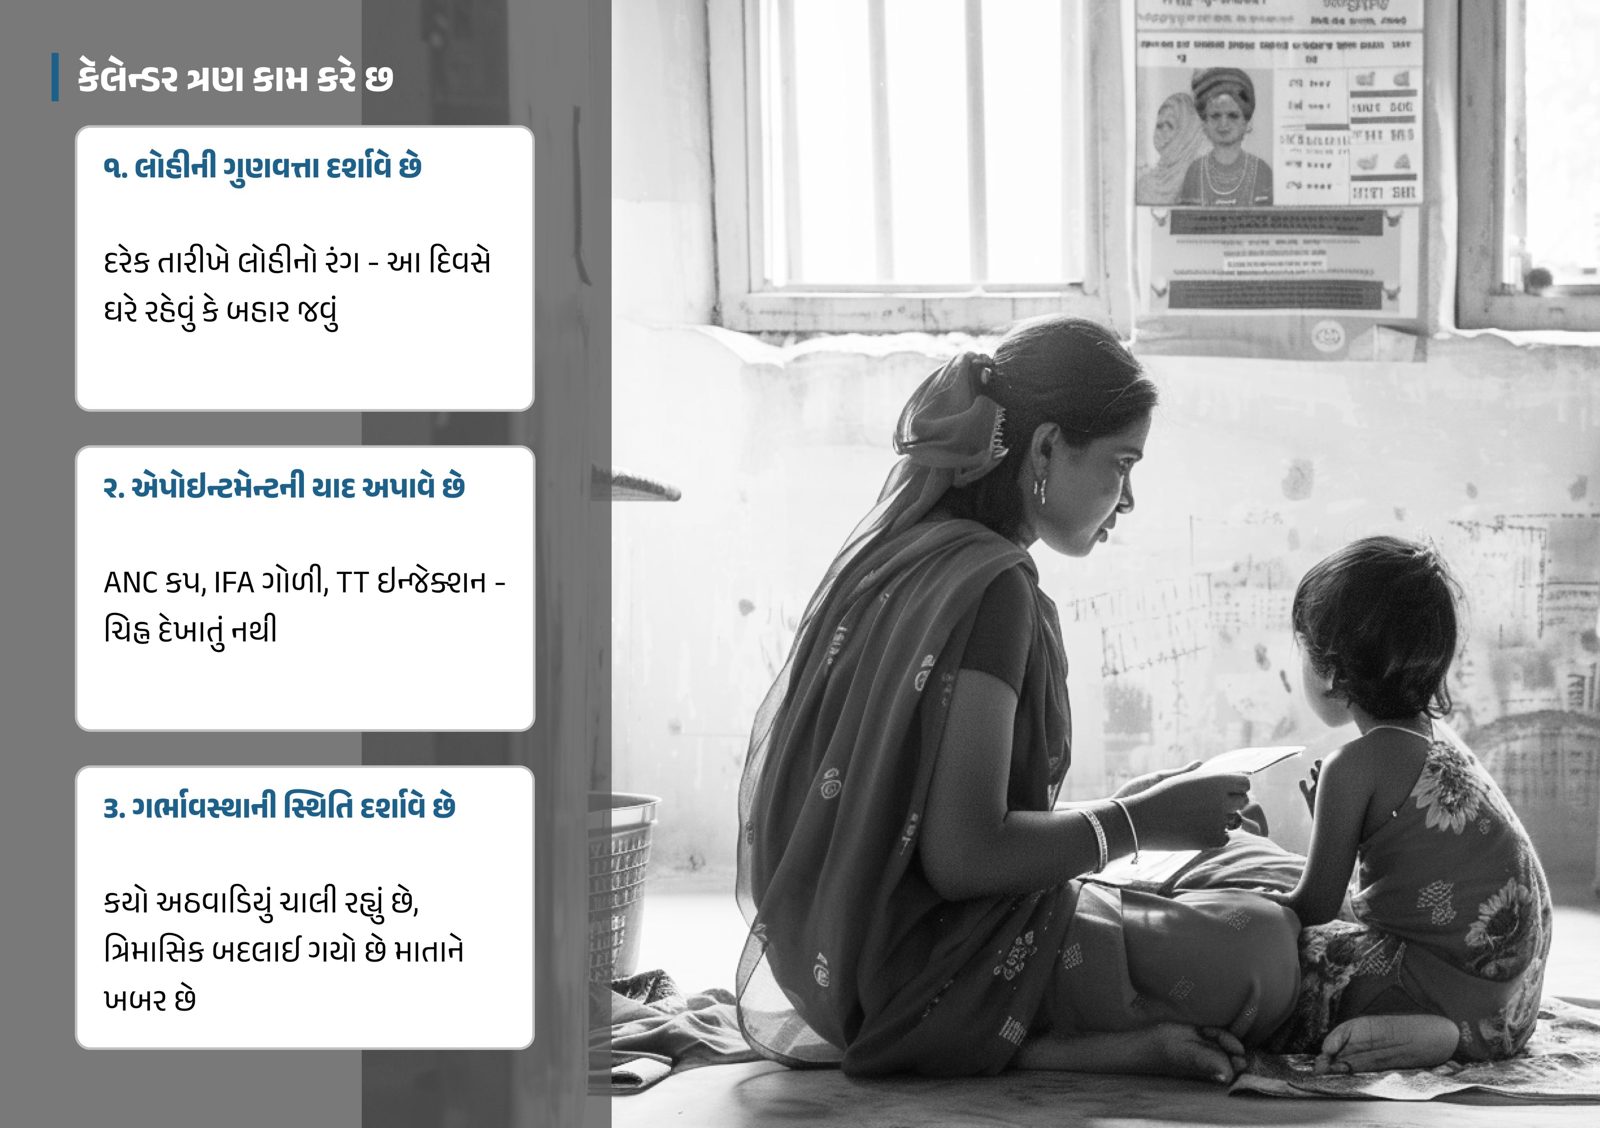 કેલેન્ડર ત્રણ કામ કરે છ
૧. લોહીની ગુણવત્તા દર્શાવે છે
દરેક તારીખે લોહીનો રંગ - આ દિવસે
ઘરે રહેવું કે બહાર જવું
૨. એપોઇન્ટમેન્ટની યાદ અપાવે છે
ANC કપ, IFA ગોળી, TT ઇન્જેક્શન -
ચિહ્ન દેખાતું નથી
૩. ગર્ભાવસ્થાની સ્થિતિ દર્શાવે છે
કયો અઠવાડિયું ચાલી રહ્યું છે,
ત્રિમાસિક બદલાઈ ગયો છે માતાને
ખબર છે